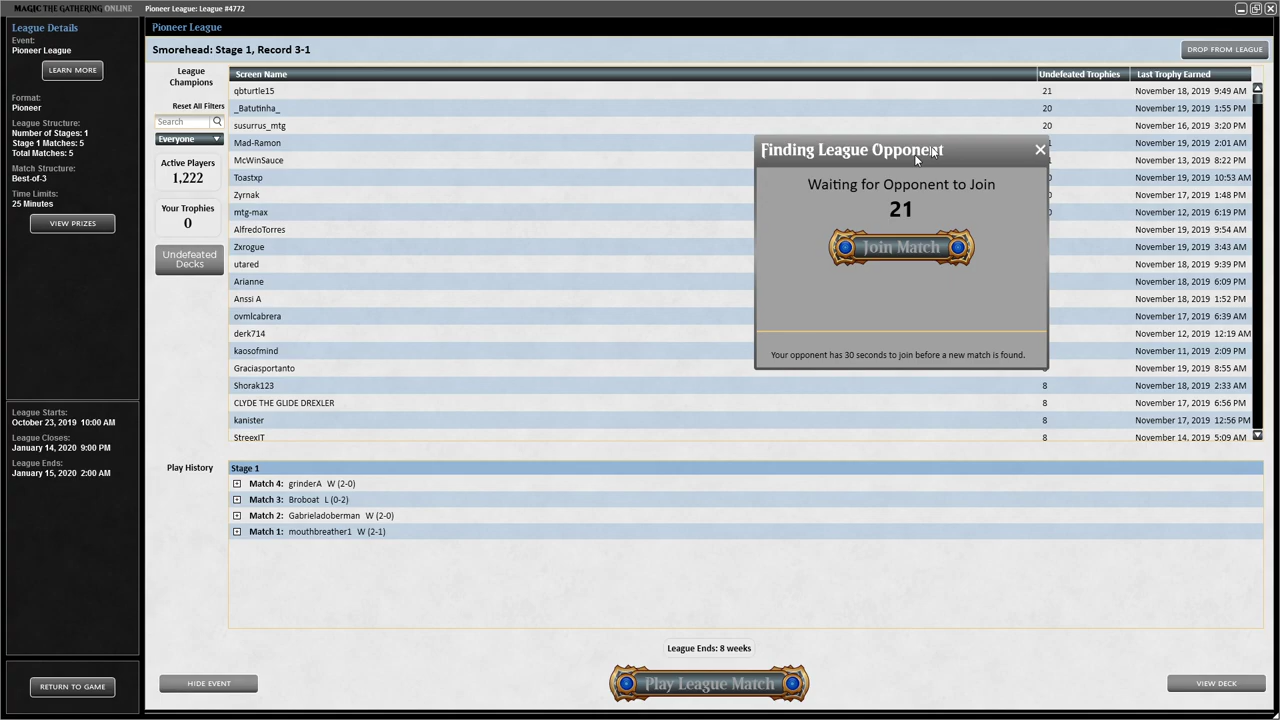 MAGIC THE GATHERING ONLINE
Pioneer League: League #4772
League Details
Event:
Pioneer League
LEARN MORE
Format:
Pioneer
League Structure:
Number of Stages: 1
Stage 1 Matches: 5
Total Matches: 5
Match Structure:
Best-of-3
Time Limits:
25 Minutes
VIEW PRIZES
League Starts:
October 23, 2019 10:00 AM
League Closes:
January 14, 2020 9:00 PM
League Ends:
January 15, 2020 2:00 AM
RETURN TO GAME
Pioneer League
Smorehead: Stage 1, Record 3-1
DROP FROM LEAGUE
League
Champions
Reset All Filters
Search
Everyone
Active Players
1,222
Your Trophies
0
Undefeated
Decks
Screen Name Undefeated Trophies Last Trophy Earned
qbturtle15 21 November 18, 2019 9:49 AM
_Batutinha_ 20 November 19, 2019 1:55 PM
susurrus_mtg 20 November 16, 2019 3:20 PM
Mad-Ramon November 19, 2019 2:01 AM
McWinSauce November 13, 2019 8:22 PM
Toastxp November 19, 2019 10:53 AM
Zyrnak November 17, 2019 1:48 PM
mtg-max November 12, 2019 6:19 PM
AlfredoTorres November 19, 2019 9:54 AM
Zxrogue November 19, 2019 3:43 AM
utared November 18, 2019 9:39 PM
Arianne November 18, 2019 6:09 PM
Anssi A November 18, 2019 1:52 PM
ovmlcabrera November 17, 2019 6:39 AM
derk714 November 12, 2019 12:19 AM
kaosofmind November 11, 2019 2:09 PM
Graciasportanto November 19, 2019 8:55 AM
Shorak123 8 November 18, 2019 2:33 AM
CLYDE THE GLIDE DREXLER 8 November 17, 2019 6:56 PM
kanister 8 November 17, 2019 12:56 PM
StreexIT 8 November 14, 2019 5:09 AM
Finding League Opponent
Waiting for Opponent to Join
21
Join Match
Your opponent has 30 seconds to join before a new match is found.
Play History
Stage 1
Match 4: grinderA W (2-0)
Match 3: Broboat L (0-2)
Match 2: Gabrieladoberman W (2-0)
Match 1: mouthbreather1 W (2-1)
League Ends: 8 weeks
HIDE EVENT
Play League Match
VIEW DECK